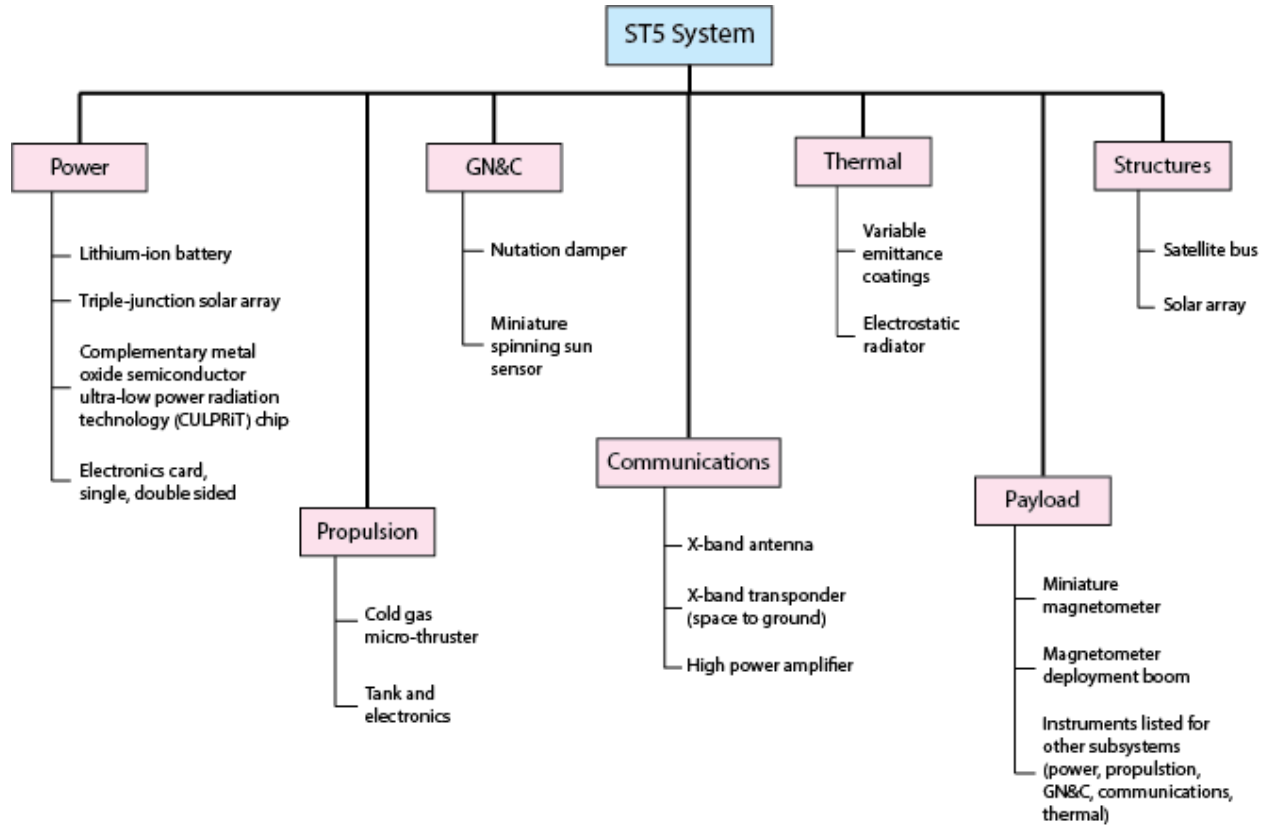 ST5 System
Power
Lithium-ion battery
Triple-junction solar array
Complementary metal
oxide semiconductor
ultra-low power radiation
technology (CULPRiT) chip
Electronics card,
single, double sided
Propulsion
Cold gas
micro-thruster
Tank and
electronics
GN&C
Nutation damper
Miniature
spinning sun
sensor
Communications
X-band antenna
X-band transponder
(space to ground)
High power amplifier
Thermal
Variable
emittance
coatings
Electrostatic
radiator
Payload
Miniature
magnetometer
Magnetometer
deployment boom
Instruments listed for
other subsystems
(power, propulstion,
GN&C, communications,
thermal)
Structures
Satellite bus
Solar array